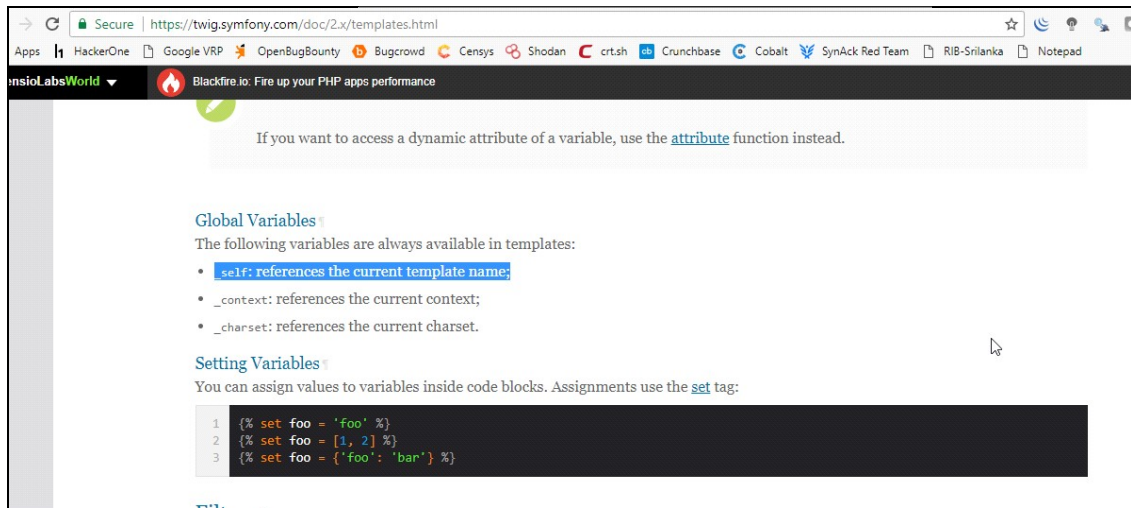 Secure | https://twig.symfony.com/doc/2.x/templates.html
Apps HackerOne Google VRP OpenBugBounty Bugcrowd Censys Shodan crt.sh Crunchbase Cobalt SynAck Red Team RIB-Srilanka Notepad
ensioLabsWorld Blackfire.io: Fire up your PHP apps performance
If you want to access a dynamic attribute of a variable, use the attribute function instead.
Global Variables¶
The following variables are always available in templates:
• _self: references the current template name;
• _context: references the current context;
• _charset: references the current charset.
Setting Variables¶
You can assign values to variables inside code blocks. Assignments use the set tag:
1 {% set foo = 'foo' %}
2 {% set foo = [1, 2] %}
3 {% set foo = {'foo': 'bar'} %}